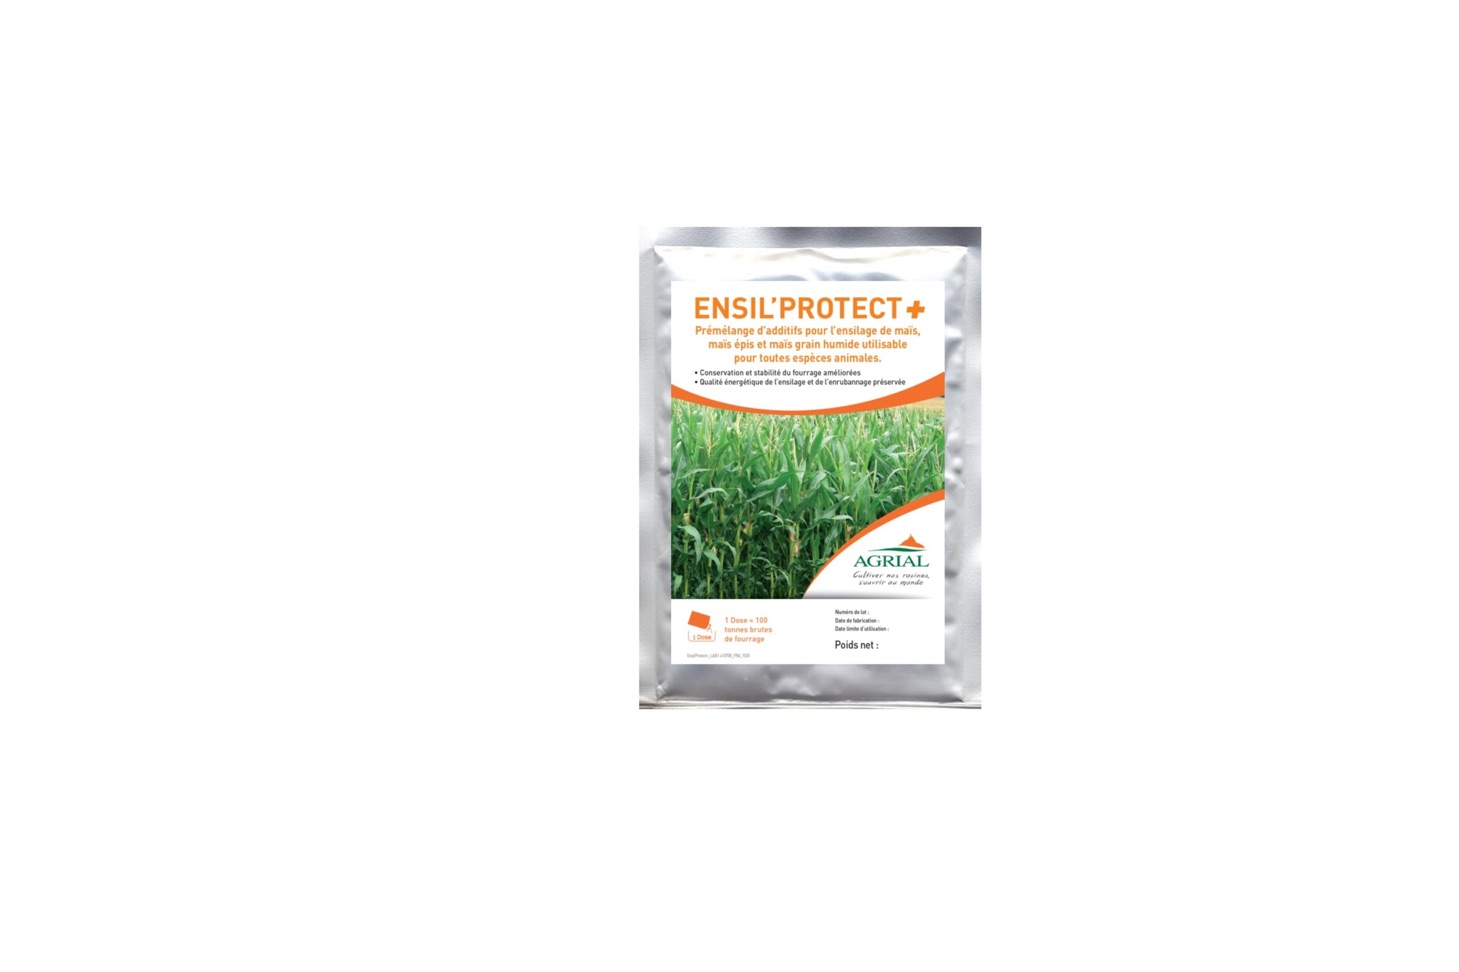 ENSIL'PROTECT+
Prémélange d'additifs pour l'ensilage de maïs,
maïs épis et maïs grain humide utilisable
pour toutes espèces animales.
• Conservation et stabilité du fourrage améliorées
• Qualité énergétique de l'ensilage et de l'enrubannage préservée
AGRIAL
Cultiver nos racines,
s'ouvrir au monde
1 Dose
1 Dose = 100
tonnes brutes
de fourrage
Numéro de lot :
Date de fabrication :
Date limite d'utilisation :
Poids net :